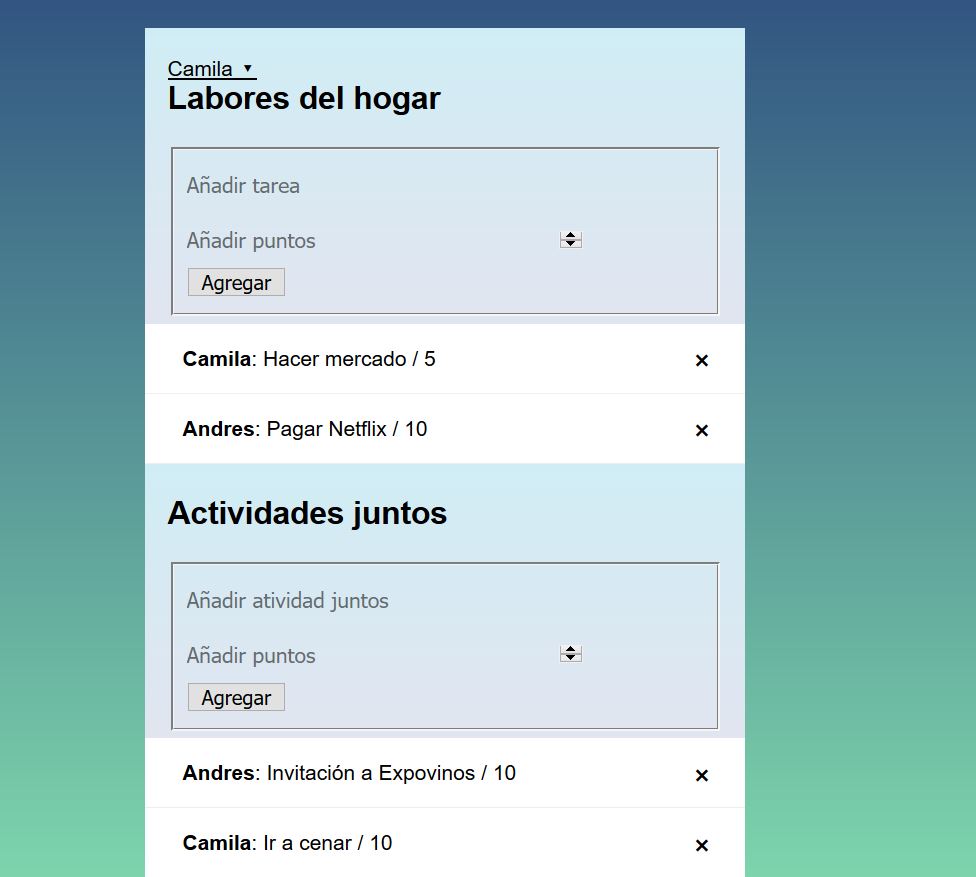 Camila ▼
Labores del hogar
Añadir tarea
Añadir puntos
Agregar
Camila: Hacer mercado / 5 ×
Andres: Pagar Netflix / 10 ×
Actividades juntos
Añadir atividad juntos
Añadir puntos
Agregar
Andres: Invitación a Expovinos / 10 ×
Camila: Ir a cenar / 10 ×